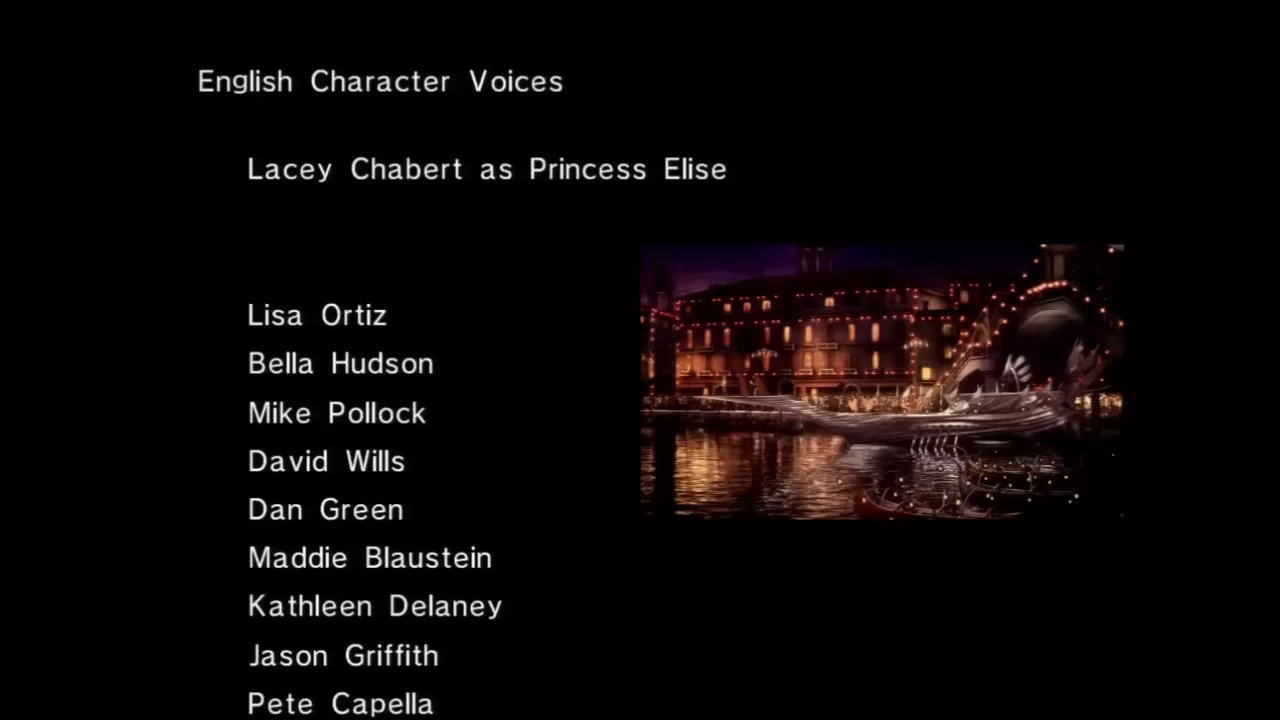 English Character Voices
Lacey Chabert as Princess Elise
Lisa Ortiz
Bella Hudson
Mike Pollock
David Wills
Dan Green
Maddie Blaustein
Kathleen Delaney
Jason Griffith
Pete Capella